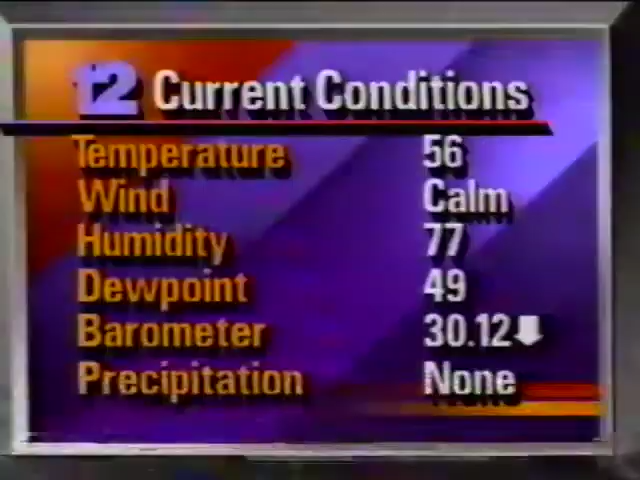 12 Current Conditions
Temperature 56
Wind Calm
Humidity 77
Dewpoint 49
Barometer 30.12⬇
Precipitation None